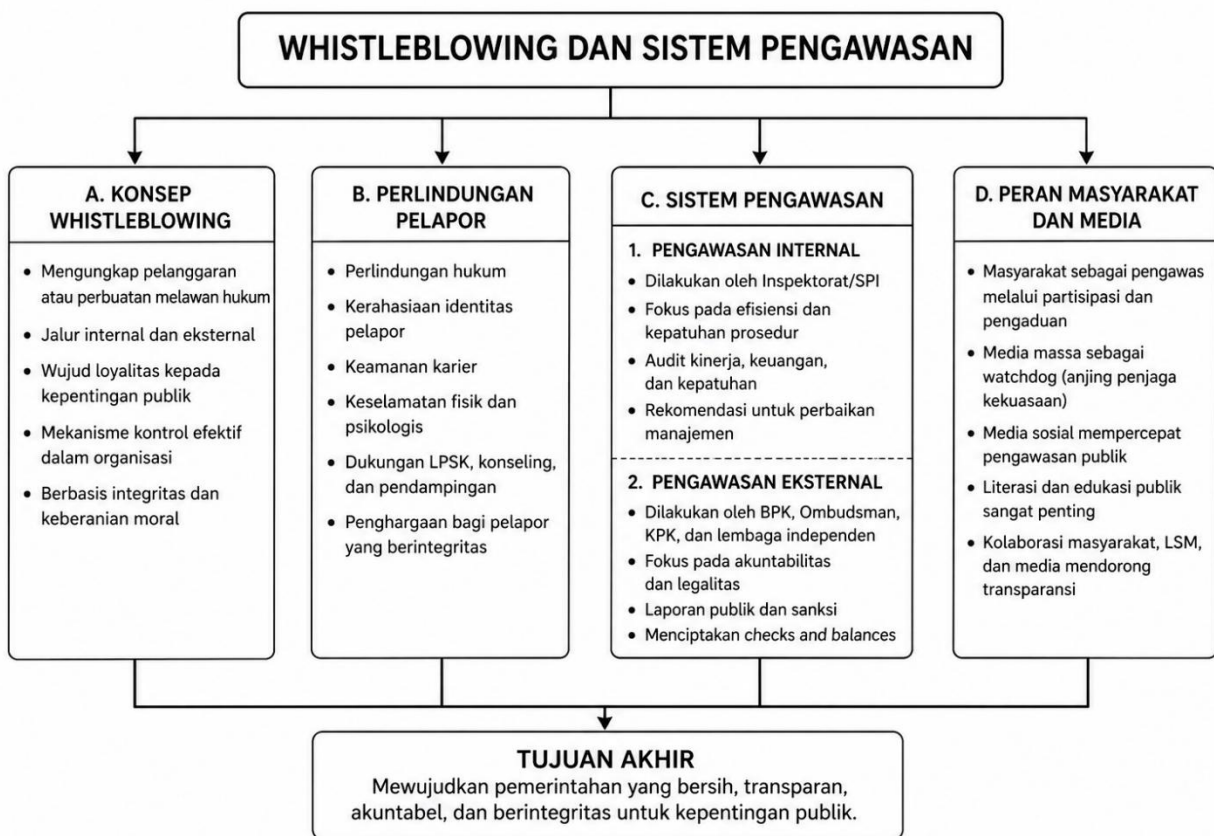 WHISTLEBLOWING DAN SISTEM PENGAWASAN
A. KONSEP
WHISTLEBLOWING
• Mengungkap pelanggaran
atau perbuatan melawan hukum
• Jalur internal dan eksternal
• Wujud loyalitas kepada
kepentingan publik
• Mekanisme kontrol efektif
dalam organisasi
• Berbasis integritas dan
keberanian moral
B. PERLINDUNGAN
PELAPOR
• Perlindungan hukum
• Kerahasiaan identitas
pelapor
• Keamanan karier
• Keselamatan fisik dan
psikologis
• Dukungan LPSK, konseling,
dan pendampingan
• Penghargaan bagi pelapor
yang berintegritas
C. SISTEM PENGAWASAN
1. PENGAWASAN INTERNAL
• Dilakukan oleh Inspektorat/SPI
• Fokus pada efisiensi dan
kepatuhan prosedur
• Audit kinerja, keuangan,
dan kepatuhan
• Rekomendasi untuk perbaikan
manajemen
2. PENGAWASAN EKSTERNAL
• Dilakukan oleh BPK, Ombudsman,
KPK, dan lembaga independen
• Fokus pada akuntabilitas
dan legalitas
• Laporan publik dan sanksi
• Menciptakan checks and balances
D. PERAN MASYARAKAT
DAN MEDIA
• Masyarakat sebagai pengawas
melalui partisipasi dan
pengaduan
• Media massa sebagai
watchdog (anjing penjaga
kekuasaan)
• Media sosial mempercepat
pengawasan publik
• Literasi dan edukasi publik
sangat penting
• Kolaborasi masyarakat, LSM,
dan media mendorong
transparansi
TUJUAN AKHIR
Mewujudkan pemerintahan yang bersih, transparan,
akuntabel, dan berintegritas untuk kepentingan publik.